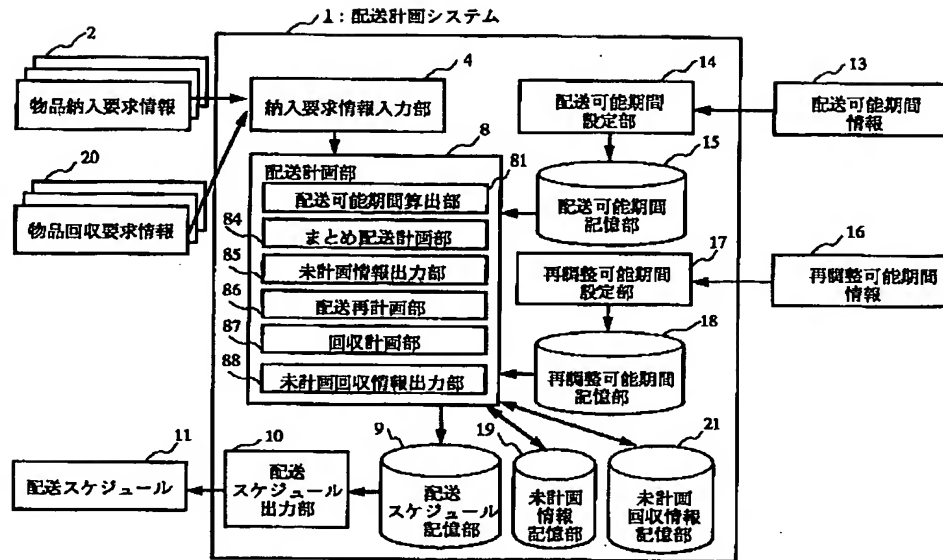 1：配送計画システム
2
物品納入要求情報
20
物品回収要求情報
4
納入要求情報入力部
8
配送計画部
81
配送可能期間算出部
84
まとめ配送計画部
85
未計画情報出力部
86
配送再計画部
87
回収計画部
88
未計画回収情報出力部
14
配送可能期間
設定部
13
配送可能期間
情報
15
配送可能期間
記憶部
17
再調整可能期間
設定部
16
再調整可能期間
情報
18
再調整可能期間
記憶部
11
配送スケジュール
10
配送
スケジュール
出力部
9
配送
スケジュール
記憶部
19
未計画
情報
記憶部
21
未計画
回収情報
記憶部